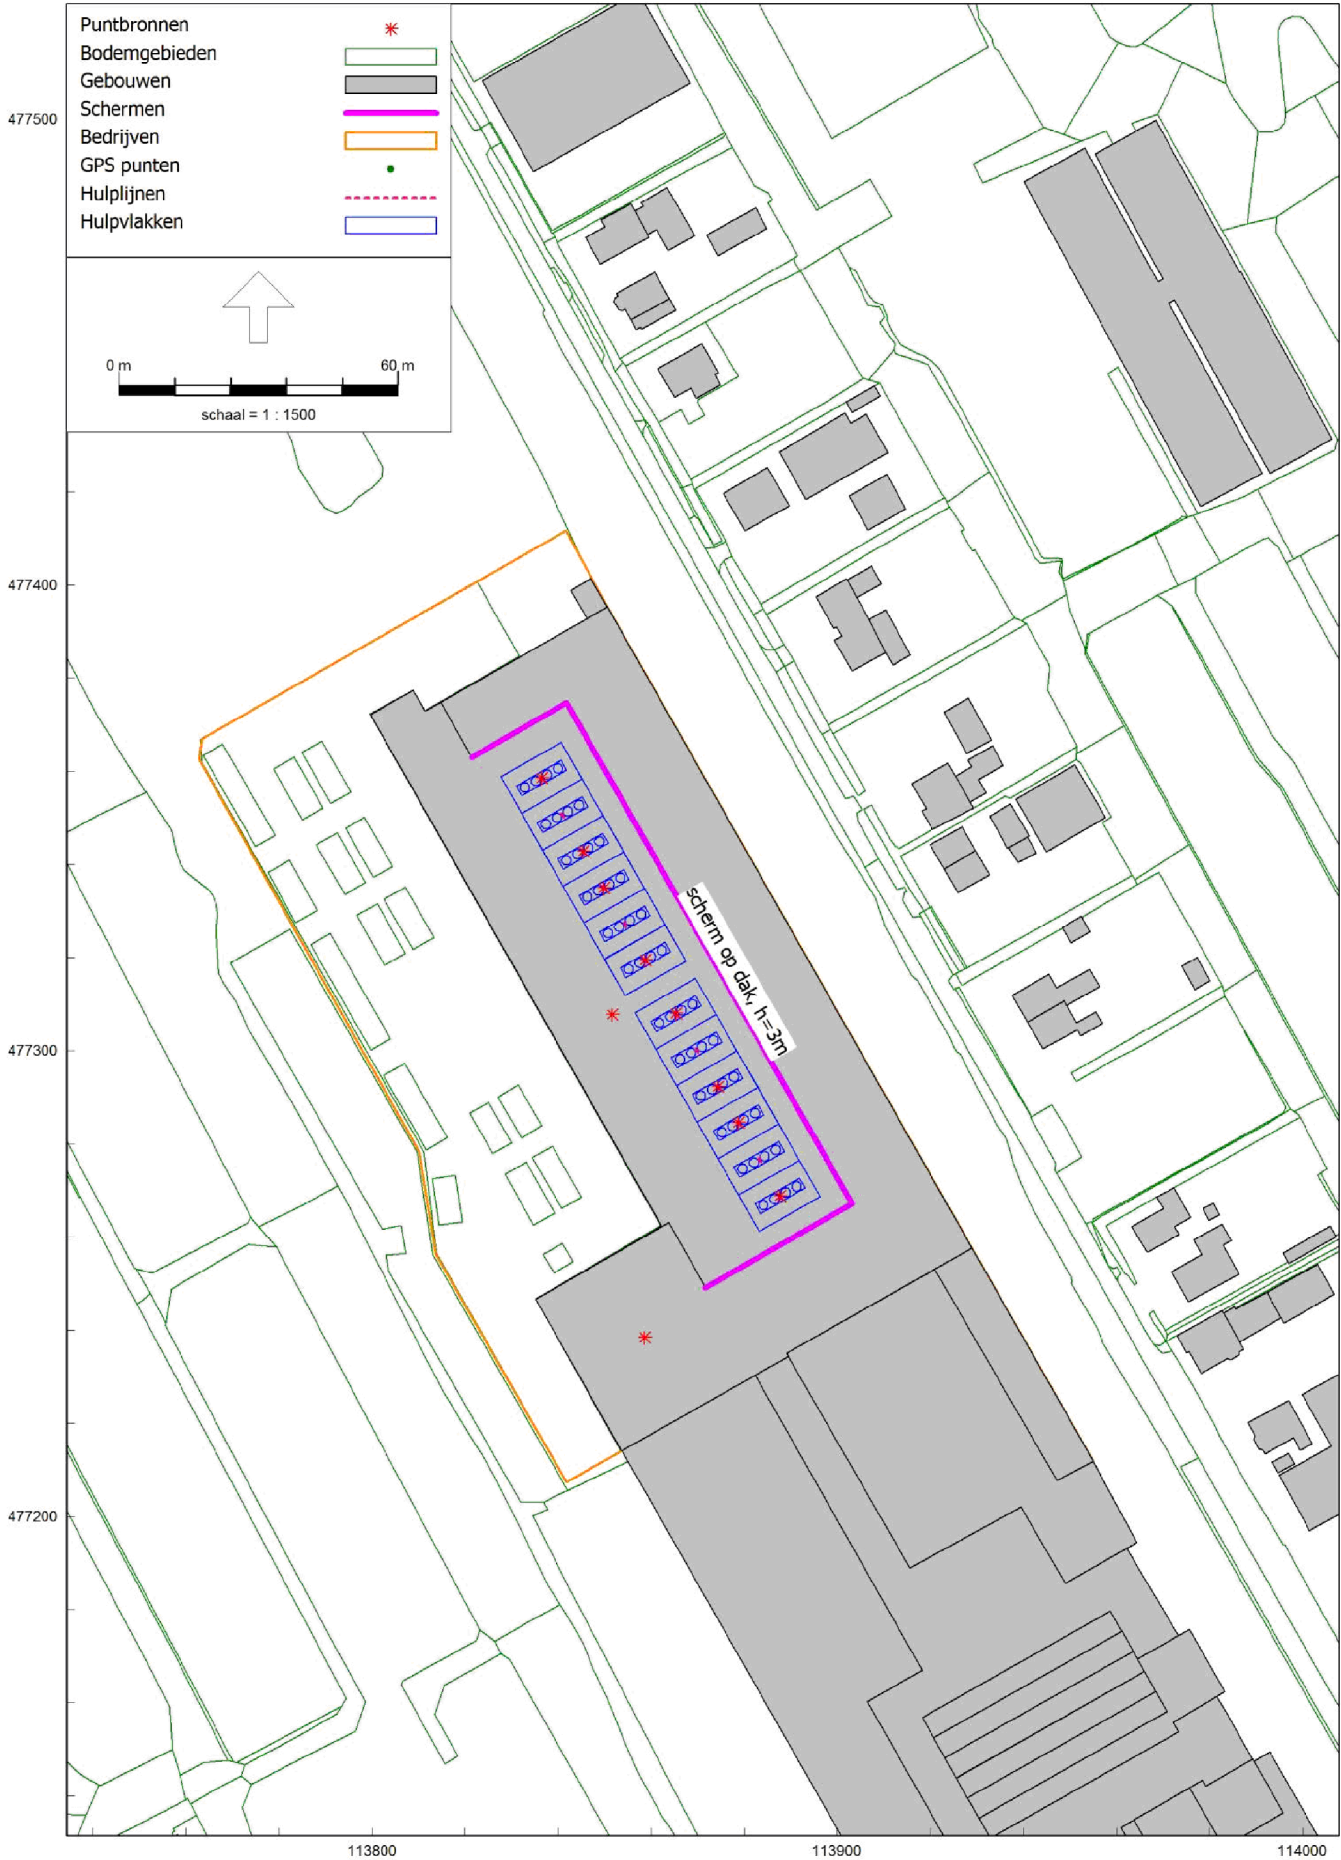 Puntbronnen
Bodemgebieden
Gebouwen
Schermen
Bedrijven
GPS punten
Hulplijnen
Hulpvlakken
0 m
60 m
schaal = 1 : 1500
477500
477400
477300
477200
scherm op dak, h=3m
113800
113900
114000